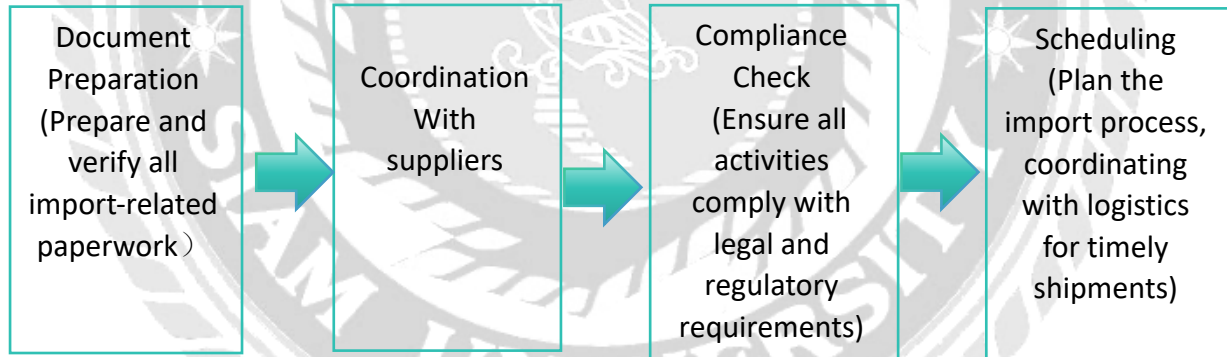 Document
Preparation
(Prepare and
verify all
import-related
paperwork）
Coordination
With
suppliers
Compliance
Check
(Ensure all
activities
comply with
legal and
regulatory
requirements)
Scheduling
(Plan the
import process,
coordinating
with logistics
for timely
shipments)